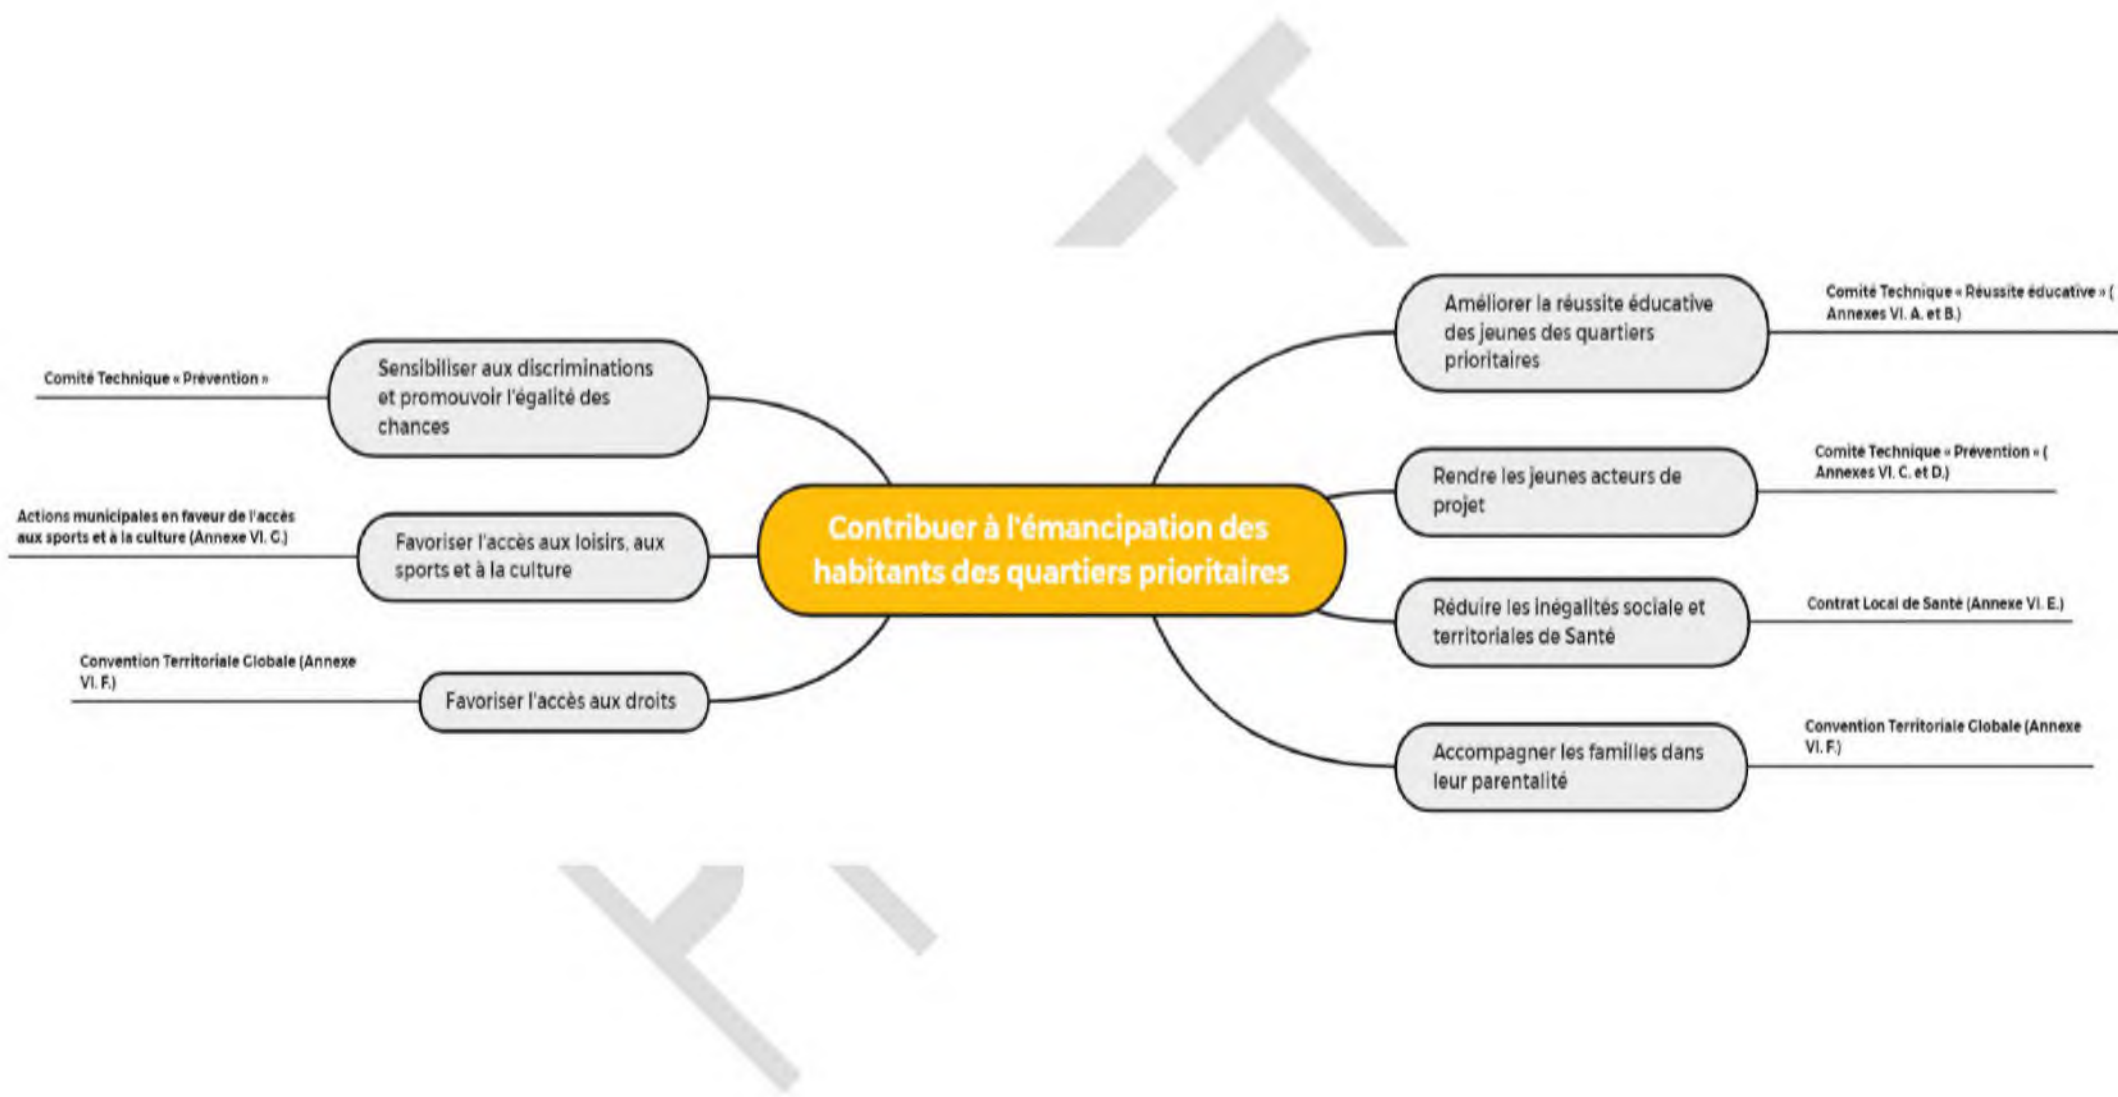 Comité Technique « Prévention »
Sensibiliser aux discriminations
et promouvoir l'égalité des
chances
Actions municipales en faveur de l'accès
aux sports et à la culture (Annexe VI. G.)
Favoriser l'accès aux loisirs, aux
sports et à la culture
Convention Territoriale Globale (Annexe
VI. F.)
Favoriser l'accès aux droits
Contribuer à l'émancipation des
habitants des quartiers prioritaires
Améliorer la réussite éducative
des jeunes des quartiers
prioritaires
Comité Technique « Réussite éducative » (
Annexes VI. A. et B.)
Rendre les jeunes acteurs de
projet
Comité Technique « Prévention » (
Annexes VI. C. et D.)
Réduire les inégalités sociale et
territoriales de Santé
Contrat Local de Santé (Annexe VI. E.)
Accompagner les familles dans
leur parentalité
Convention Territoriale Globale (Annexe
VI. F.)